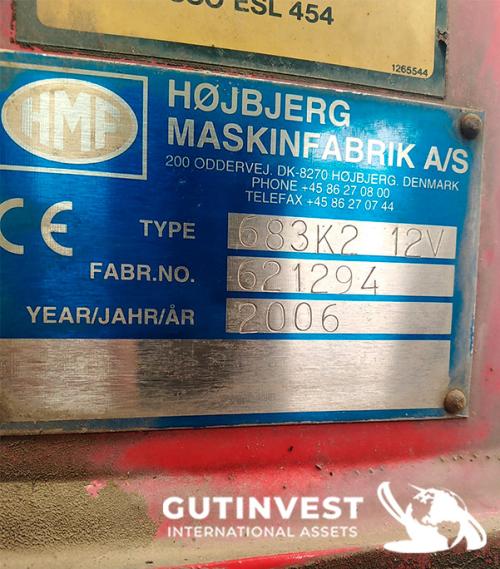 ESL 454
1265544
HMF
HØJBJERG
MASKINFABRIK A/S
200 ODDERVEJ. DK-8270 HØJBJERG. DENMARK
PHONE +45 86 27 08 00
TELEFAX +45 86 27 07 44
CE
TYPE 683K2 12V
FABR.NO. 621294
YEAR/JAHR/ÅR 2006
GUTINVEST
INTERNATIONAL ASSETS